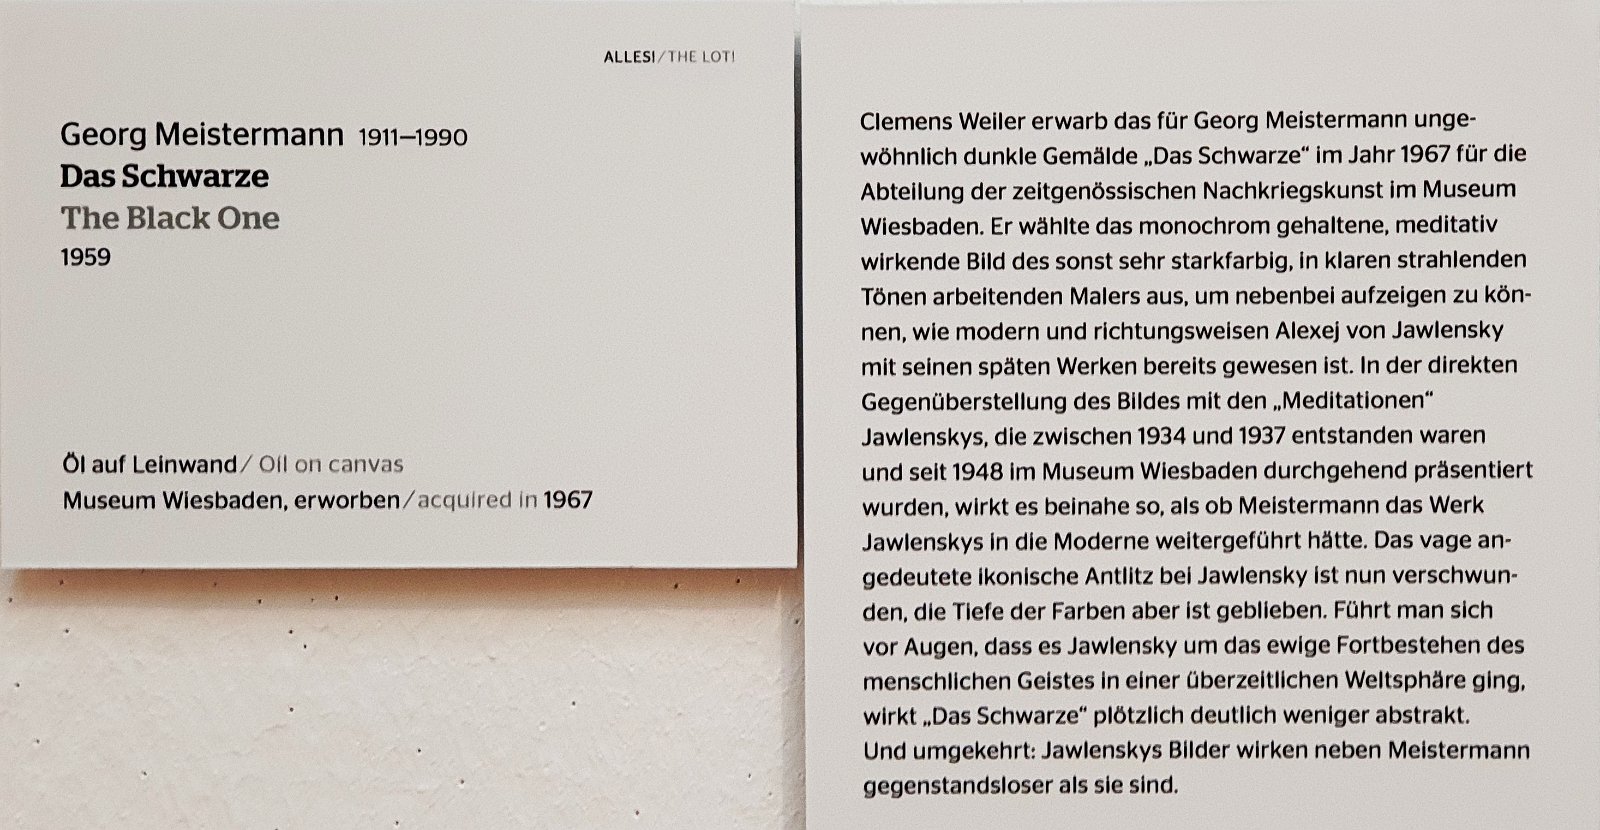 ALLES!/THE LOT!
Georg Meistermann 1911–1990
Das Schwarze
The Black One
1959
Öl auf Leinwand/Oil on canvas
Museum Wiesbaden, erworben/acquired in 1967
Clemens Weiler erwarb das für Georg Meistermann unge-
wöhnlich dunkle Gemälde „Das Schwarze“ im Jahr 1967 für die
Abteilung der zeitgenössischen Nachkriegskunst im Museum
Wiesbaden. Er wählte das monochrom gehaltene, meditativ
wirkende Bild des sonst sehr starkfarbig, in klaren strahlenden
Tönen arbeitenden Malers aus, um nebenbei aufzeigen zu kön-
nen, wie modern und richtungsweisen Alexej von Jawlensky
mit seinen späten Werken bereits gewesen ist. In der direkten
Gegenüberstellung des Bildes mit den „Meditationen“
Jawlenskys, die zwischen 1934 und 1937 entstanden waren
und seit 1948 im Museum Wiesbaden durchgehend präsentiert
wurden, wirkt es beinahe so, als ob Meistermann das Werk
Jawlenskys in die Moderne weitergeführt hätte. Das vage an-
gedeutete ikonische Antlitz bei Jawlensky ist nun verschwun-
den, die Tiefe der Farben aber ist geblieben. Führt man sich
vor Augen, dass es Jawlensky um das ewige Fortbestehen des
menschlichen Geistes in einer überzeitlichen Weltsphäre ging,
wirkt „Das Schwarze“ plötzlich deutlich weniger abstrakt.
Und umgekehrt: Jawlenskys Bilder wirken neben Meistermann
gegenstandsloser als sie sind.